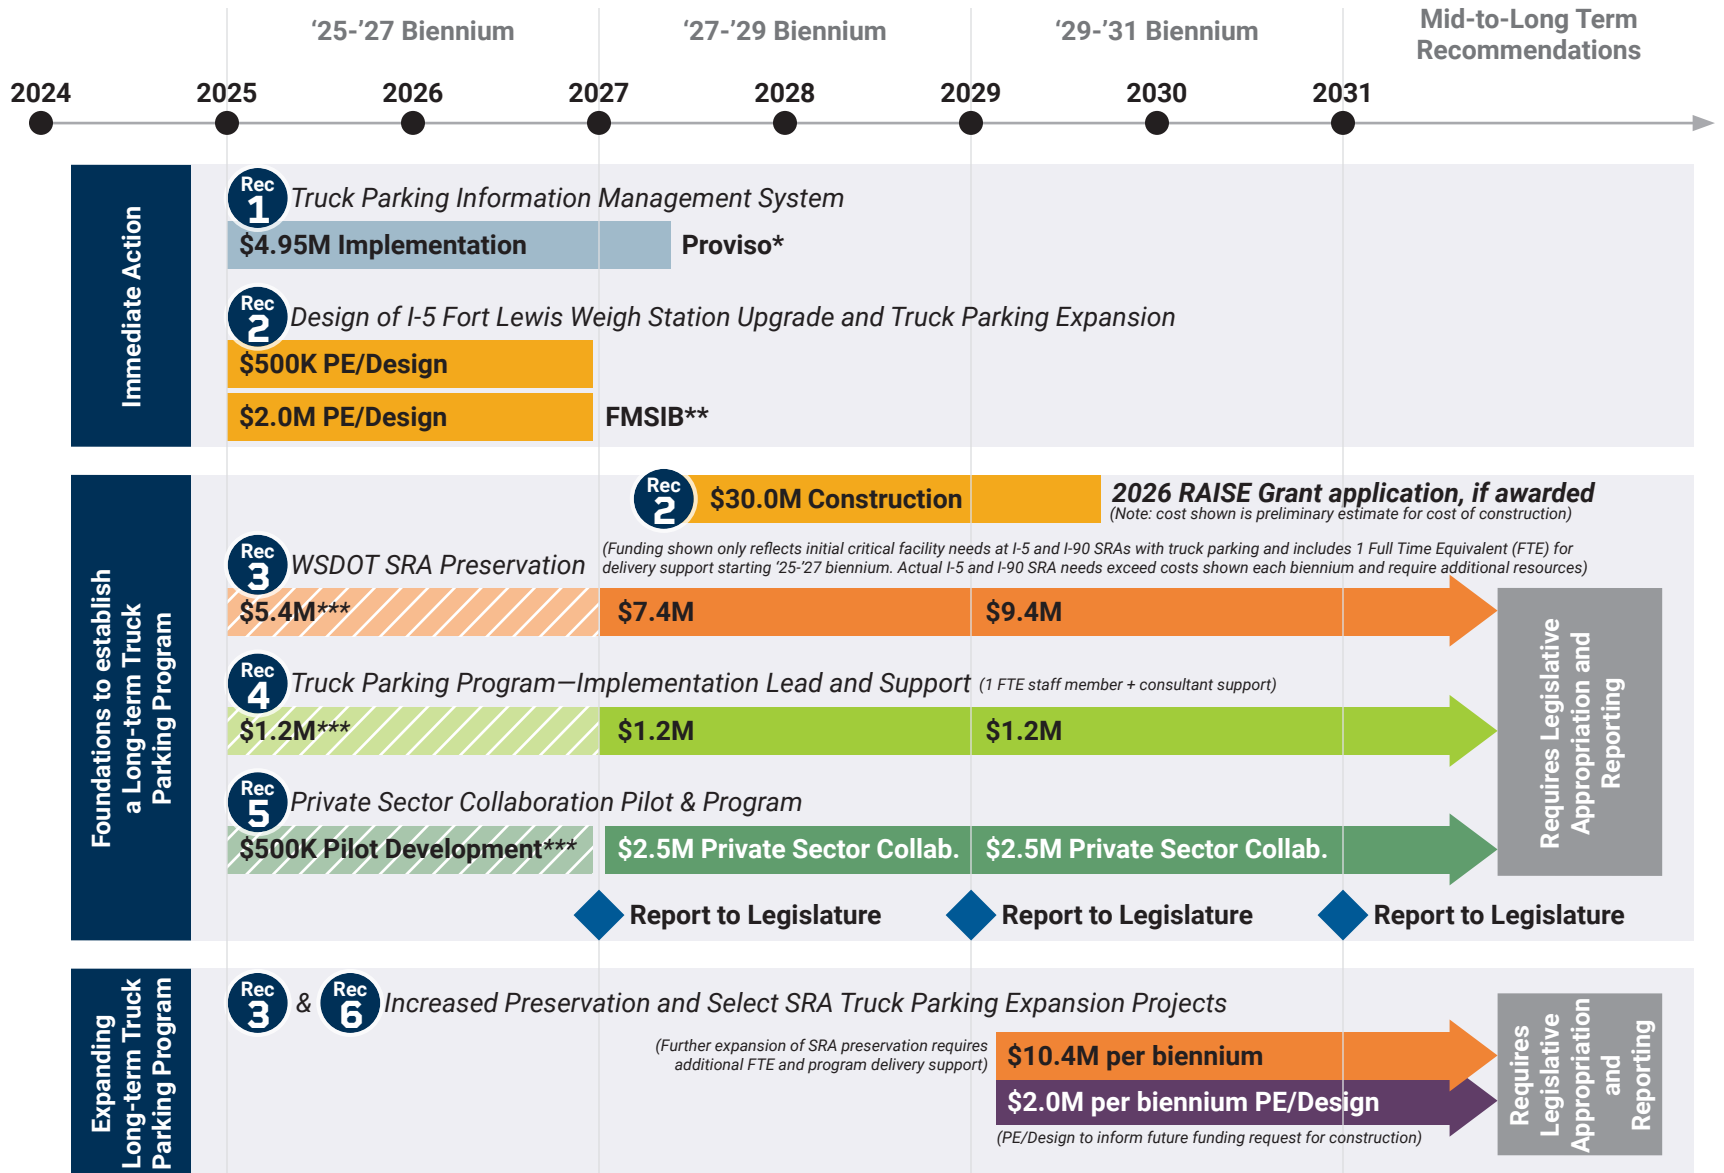 ‘25-’27 Biennium
‘27-’29 Biennium
‘29-’31 Biennium
Mid-to-Long Term
Recommendations
2024
2025
2026
2027
2028
2029
2030
2031
Immediate Action
Rec
1
Truck Parking Information Management System
$4.95M Implementation
Proviso*
Rec
2
Design of I-5 Fort Lewis Weigh Station Upgrade and Truck Parking Expansion
$500K PE/Design
$2.0M PE/Design
FMSIB**
Foundations to establish
a Long-term Truck
Parking Program
Rec
2
$30.0M Construction
2026 RAISE Grant application, if awarded
(Note: cost shown is preliminary estimate for cost of construction)
Rec
3
WSDOT SRA Preservation
(Funding shown only reflects initial critical facility needs at I-5 and I-90 SRAs with truck parking and includes 1 Full Time Equivalent (FTE) for
delivery support starting ‘25-’27 biennium. Actual I-5 and I-90 SRA needs exceed costs shown each biennium and require additional resources)
$5.4M***
$7.4M
$9.4M
Rec
4
Truck Parking Program—Implementation Lead and Support (1 FTE staff member + consultant support)
$1.2M***
$1.2M
$1.2M
Rec
5
Private Sector Collaboration Pilot & Program
$500K Pilot Development***
$2.5M Private Sector Collab.
$2.5M Private Sector Collab.
Requires Legislative
Appropriation and
Reporting
Report to Legislature
Report to Legislature
Report to Legislature
Expanding
Long-term Truck
Parking Program
Rec
3
&
Rec
6
Increased Preservation and Select SRA Truck Parking Expansion Projects
(Further expansion of SRA preservation requires
additional FTE and program delivery support)
$10.4M per biennium
$2.0M per biennium PE/Design
(PE/Design to inform future funding request for construction)
Requires
Legislative
Appropriation
and
Reporting